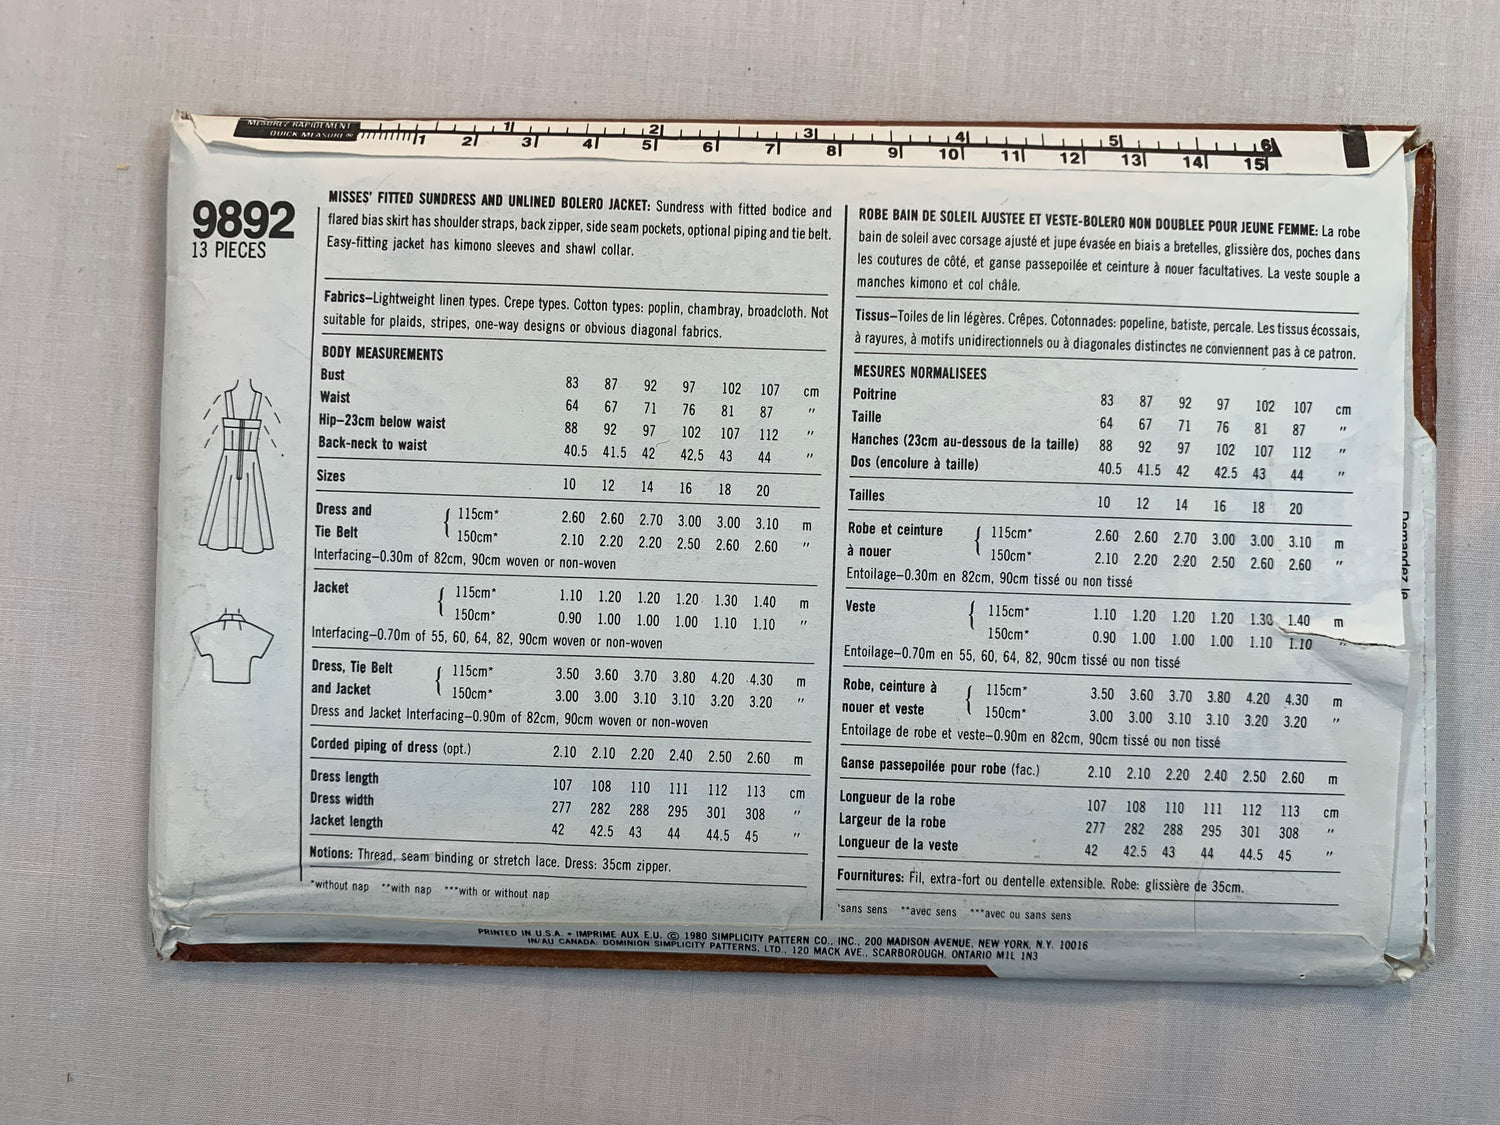 MESUREZ RAPIDEMENT
QUICK MEASURE
1 2 3 4 5 6
1 2 3 4 5 6 7 8 9 10 11 12 13 14 15
9892
13 PIECES
MISSES' FITTED SUNDRESS AND UNLINED BOLERO JACKET: Sundress with fitted bodice and
flared bias skirt has shoulder straps, back zipper, side seam pockets, optional piping and tie belt.
Easy-fitting jacket has kimono sleeves and shawl collar.
Fabrics—Lightweight linen types. Crepe types. Cotton types: poplin, chambray, broadcloth. Not
suitable for plaids, stripes, one-way designs or obvious diagonal fabrics.
BODY MEASUREMENTS
Bust 83 87 92 97 102 107 cm
Waist 64 67 71 76 81 87 "
Hip—23cm below waist 88 92 97 102 107 112 "
Back-neck to waist 40.5 41.5 42 42.5 43 44 "
Sizes 10 12 14 16 18 20
Dress and { 115cm* 2.60 2.60 2.70 3.00 3.00 3.10 m
Tie Belt 150cm* 2.10 2.20 2.20 2.50 2.60 2.60 "
Interfacing—0.30m of 82cm, 90cm woven or non-woven
Jacket { 115cm* 1.10 1.20 1.20 1.20 1.30 1.40 m
150cm* 0.90 1.00 1.00 1.00 1.10 1.10 "
Interfacing—0.70m of 55, 60, 64, 82, 90cm woven or non-woven
Dress, Tie Belt { 115cm* 3.50 3.60 3.70 3.80 4.20 4.30 m
and Jacket 150cm* 3.00 3.00 3.10 3.10 3.20 3.20 "
Dress and Jacket Interfacing—0.90m of 82cm, 90cm woven or non-woven
Corded piping of dress (opt.) 2.10 2.10 2.20 2.40 2.50 2.60 m
Dress length 107 108 110 111 112 113 cm
Dress width 277 282 288 295 301 308 "
Jacket length 42 42.5 43 44 44.5 45 "
Notions: Thread, seam binding or stretch lace. Dress: 35cm zipper.
*without nap **with nap ***with or without nap
ROBE BAIN DE SOLEIL AJUSTEE ET VESTE-BOLERO NON DOUBLEE POUR JEUNE FEMME: La robe
bain de soleil avec corsage ajusté et jupe évasée en biais a bretelles, glissière dos, poches dans
les coutures de côté, et ganse passepoilée et ceinture à nouer facultatives. La veste souple a
manches kimono et col châle.
Tissus—Toiles de lin légères. Crêpes. Cotonnades: popeline, batiste, percale. Les tissus écossais,
à rayures, à motifs unidirectionnels ou à diagonales distinctes ne conviennent pas à ce patron.
MESURES NORMALISEES
Poitrine 83 87 92 97 102 107 cm
Taille 64 67 71 76 81 87 "
Hanches (23cm au-dessous de la taille) 88 92 97 102 107 112 "
Dos (encolure à taille) 40.5 41.5 42 42.5 43 44 "
Tailles 10 12 14 16 18 20
Robe et ceinture { 115cm* 2.60 2.60 2.70 3.00 3.00 3.10 m
à nouer 150cm* 2.10 2.20 2.20 2.50 2.60 2.60 "
Entoilage—0.30m en 82cm, 90cm tissé ou non tissé
Veste { 115cm* 1.10 1.20 1.20 1.20 1.30 1.40 m
150cm* 0.90 1.00 1.00 1.00 1.10 1.10 "
Entoilage—0.70m en 55, 60, 64, 82, 90cm tissé ou non tissé
Robe, ceinture à { 115cm* 3.50 3.60 3.70 3.80 4.20 4.30 m
nouer et veste 150cm* 3.00 3.00 3.10 3.10 3.20 3.20 "
Entoilage de robe et veste—0.90m en 82cm, 90cm tissé ou non tissé
Ganse passepoilée pour robe (fac.) 2.10 2.10 2.20 2.40 2.50 2.60 m
Longueur de la robe 107 108 110 111 112 113 cm
Largeur de la robe 277 282 288 295 301 308 "
Longueur de la veste 42 42.5 43 44 44.5 45 "
Fournitures: Fil, extra-fort ou dentelle extensible. Robe: glissière de 35cm.
*sans sens **avec sens ***avec ou sans sens
Demandez le
PRINTED IN U.S.A. • IMPRIME AUX E.U. © 1980 SIMPLICITY PATTERN CO., INC., 200 MADISON AVENUE, NEW YORK, N.Y. 10016
IN/AU CANADA: DOMINION SIMPLICITY PATTERNS, LTD., 120 MACK AVE., SCARBOROUGH, ONTARIO M1L 1N3